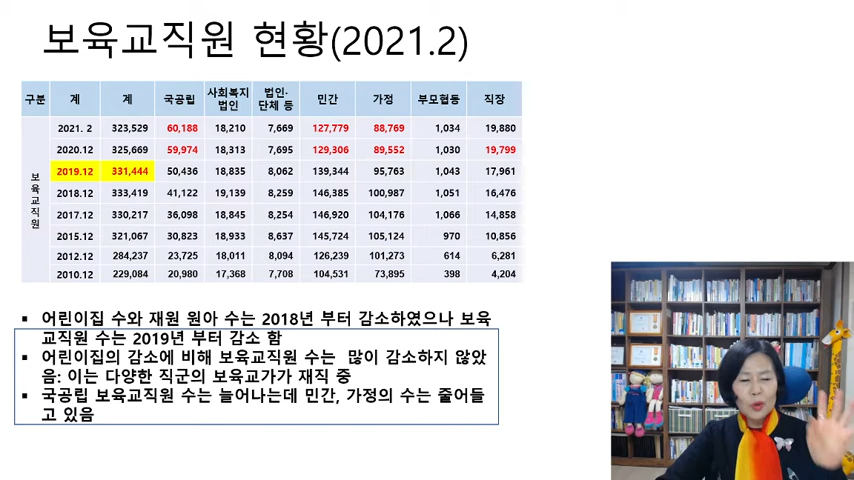 보육교직원 현황(2021.2)
구분 계 계 국공립 사회복지 법인 법인· 단체 등 민간 가정 부모협동 직장
보육교직원
2021. 2 323,529 60,188 18,210 7,669 127,779 88,769 1,034 19,880
2020.12 325,669 59,974 18,313 7,695 129,306 89,552 1,030 19,799
2019.12 331,444 50,436 18,835 8,062 139,344 95,763 1,043 17,961
2018.12 333,419 41,122 19,139 8,259 146,385 100,987 1,051 16,476
2017.12 330,217 36,098 18,845 8,254 146,920 104,176 1,066 14,858
2015.12 321,067 30,823 18,933 8,637 145,724 105,124 970 10,856
2012.12 284,237 23,725 18,011 8,094 126,239 101,273 614 6,281
2010.12 229,084 20,980 17,368 7,708 104,531 73,895 398 4,204
▪ 어린이집 수와 재원 원아 수는 2018년 부터 감소하였으나 보육
교직원 수는 2019년 부터 감소 함
▪ 어린이집의 감소에 비해 보육교직원 수는 많이 감소하지 않았
음: 이는 다양한 직군의 보육교가가 재직 중
▪ 국공립 보육교직원 수는 늘어나는데 민간, 가정의 수는 줄어들
고 있음